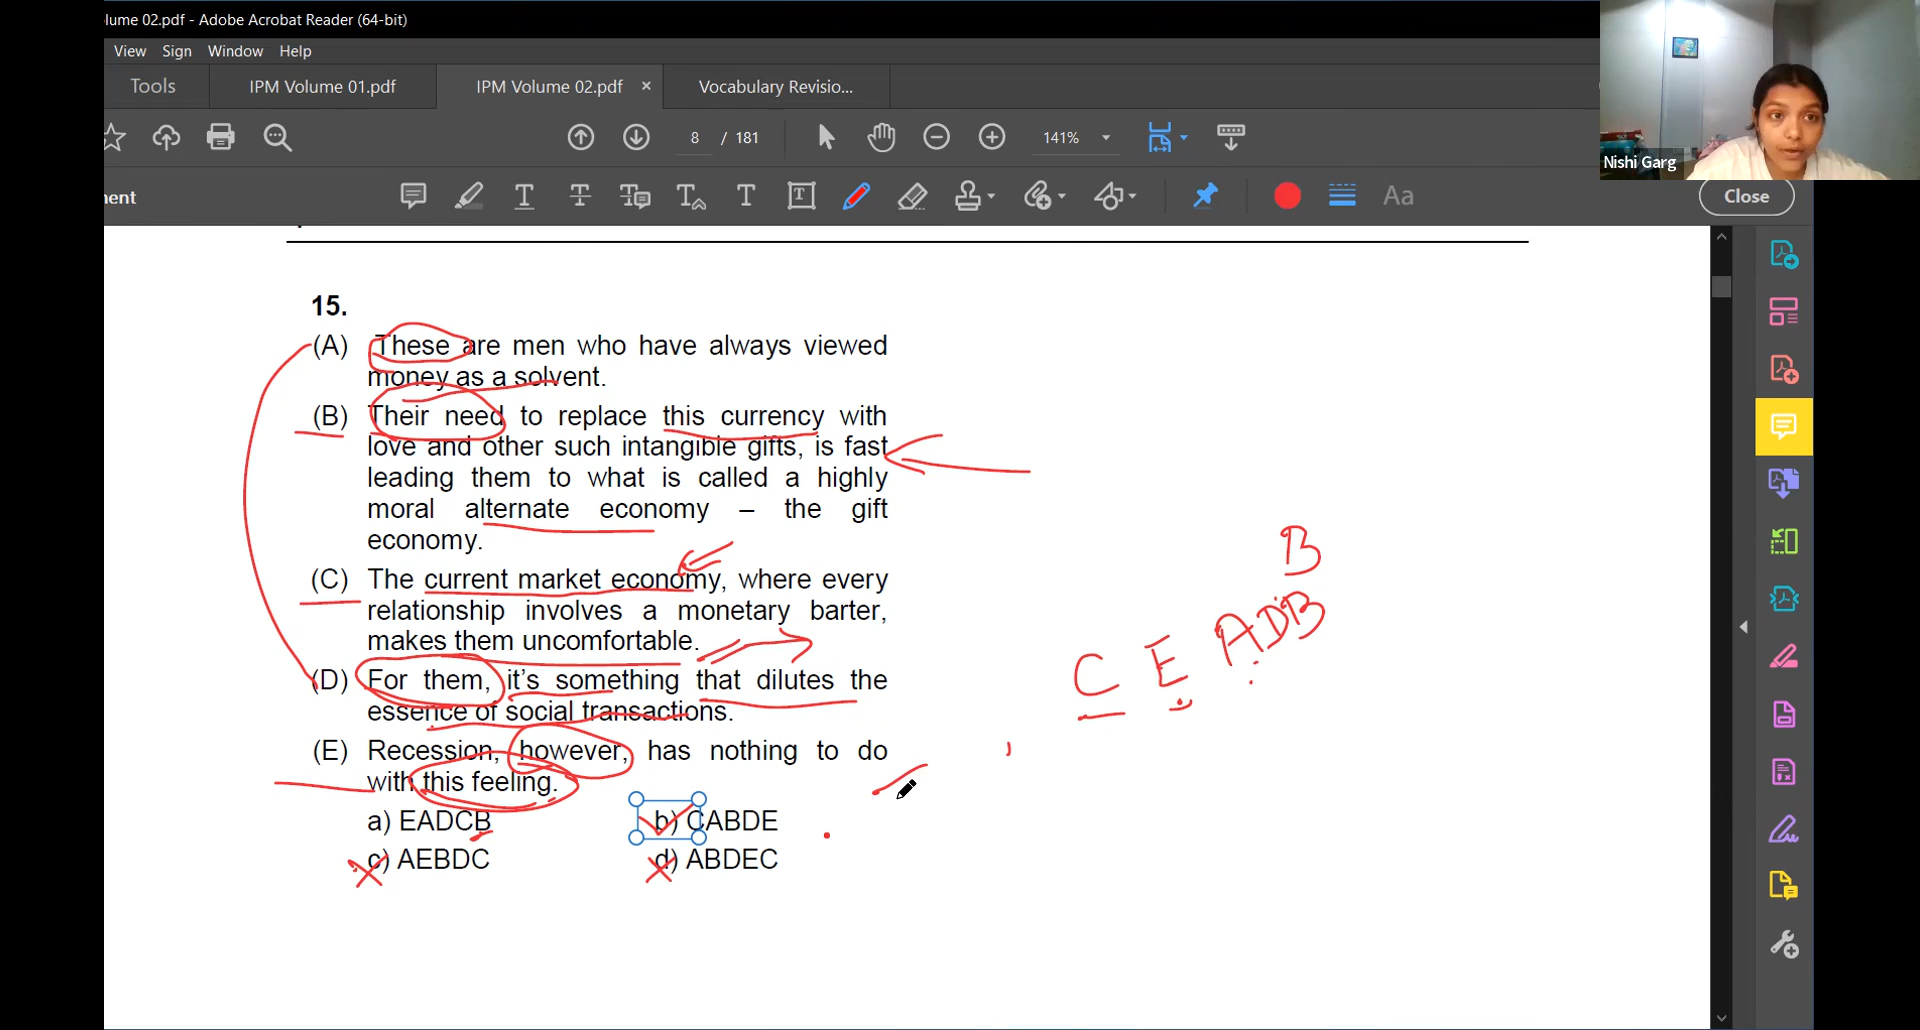 lume 02.pdf - Adobe Acrobat Reader (64-bit)
View Sign Window Help
Tools IPM Volume 01.pdf IPM Volume 02.pdf × Vocabulary Revisio...
8 / 181 141%
ent Aa Close
Nishi Garg
15.
(A) These are men who have always viewed
money as a solvent.
(B) Their need to replace this currency with
love and other such intangible gifts, is fast
leading them to what is called a highly
moral alternate economy – the gift
economy.
(C) The current market economy, where every
relationship involves a monetary barter,
makes them uncomfortable.
(D) For them, it's something that dilutes the
essence of social transactions.
(E) Recession, however, has nothing to do
with this feeling.
a) EADCB b) CABDE
c) AEBDC d) ABDEC
B
C E ADB